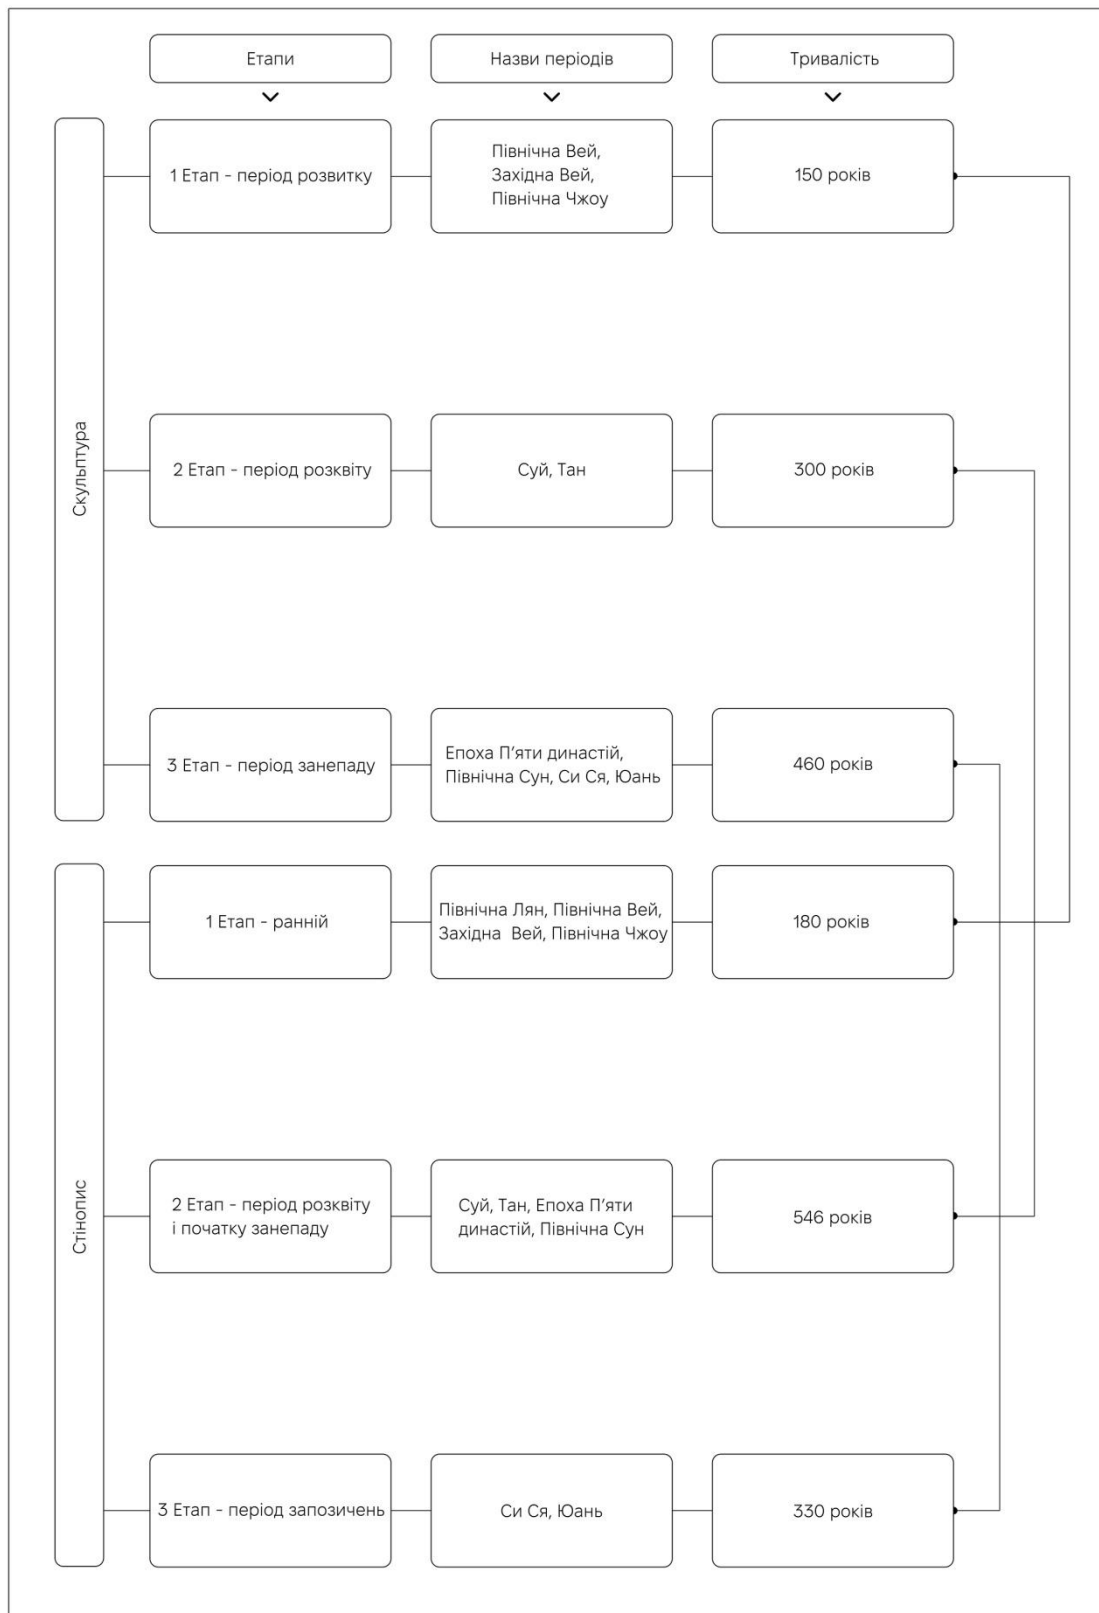 Етапи
Назви періодів
Тривалість
Скульптура
1 Етап - період розвитку
Північна Вей,
Західна Вей,
Північна Чжоу
150 років
2 Етап - період розквіту
Суй, Тан
300 років
3 Етап - період занепаду
Епоха П'яти династій,
Північна Сун, Си Ся, Юань
460 років
Стінопис
1 Етап - ранній
Північна Лян, Північна Вей,
Західна Вей, Північна Чжоу
180 років
2 Етап - період розквіту
і початку занепаду
Суй, Тан, Епоха П'яти
династій, Північна Сун
546 років
3 Етап - період запозичень
Си Ся, Юань
330 років